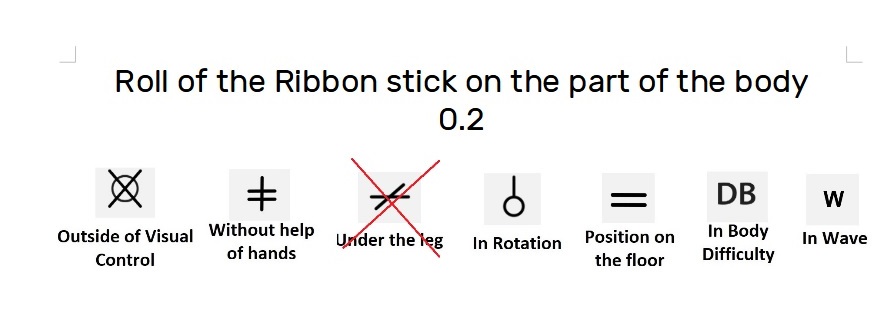 Roll of the Ribbon stick on the part of the body
0.2
DB
W
Outside of Visual
Control
Without help
of hands
Under the leg
In Rotation
Position on
the floor
In Body
Difficulty
In Wave